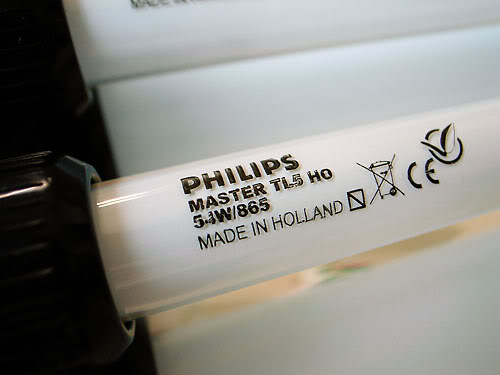 PHILIPS
MASTER TL5 HO
54W/865
MADE IN HOLLAND
CE